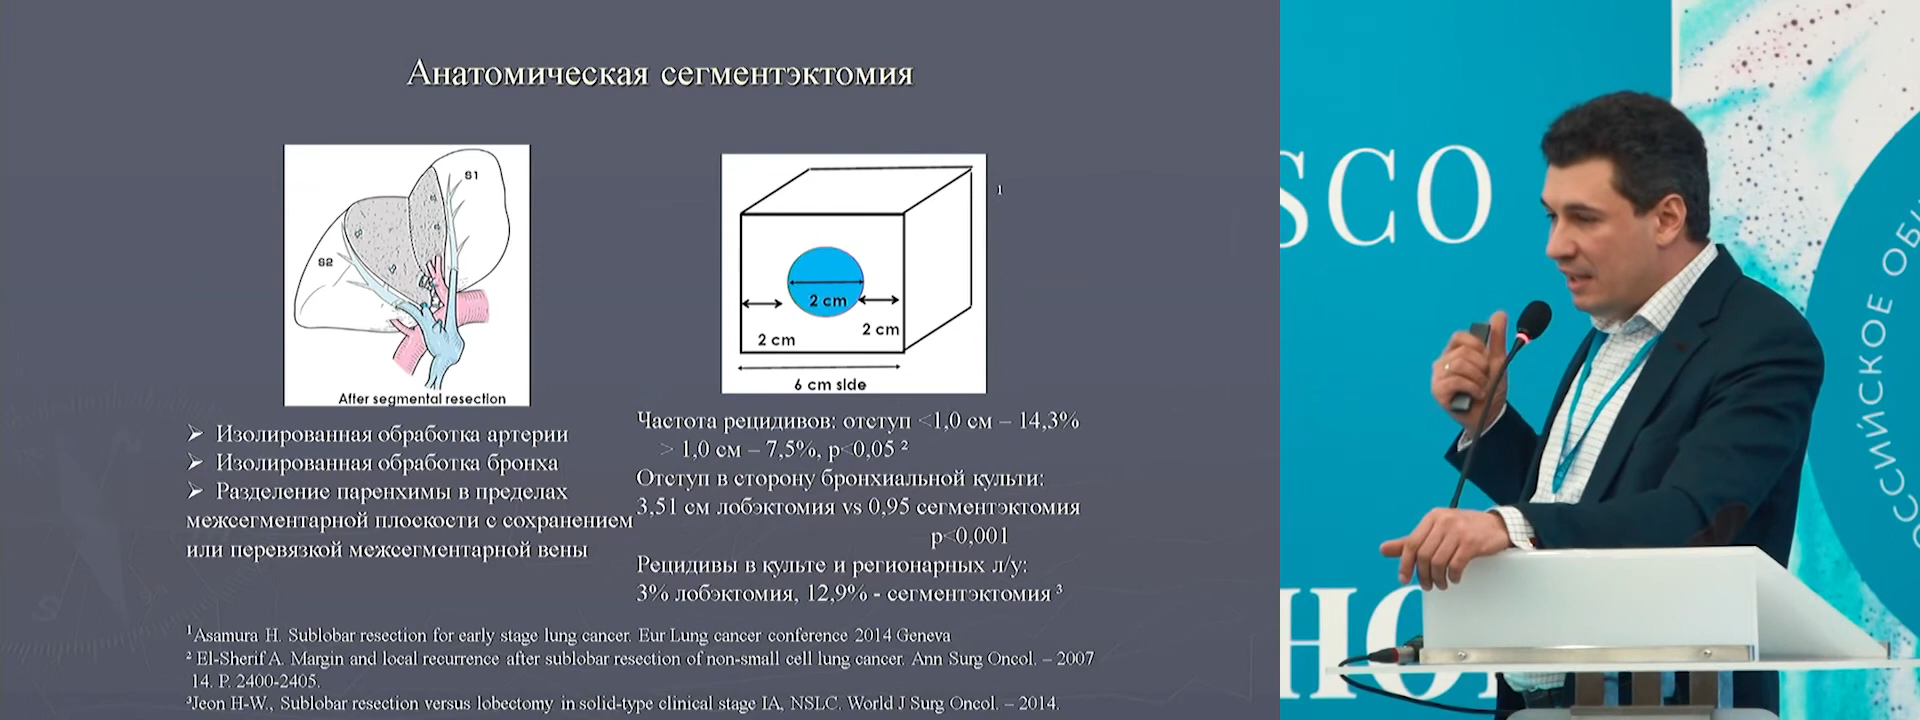 Анатомическая сегментэктомия
S1
S2
After segmental resection
1
2 cm
2 cm
2 cm
6 cm side
➢ Изолированная обработка артерии
➢ Изолированная обработка бронха
➢ Разделение паренхимы в пределах
межсегментарной плоскости с сохранением
или перевязкой межсегментарной вены
Частота рецидивов: отступ <1,0 см – 14,3%
> 1,0 см – 7,5%, p<0,05 ²
Отступ в сторону бронхиальной культи:
3,51 см лобэктомия vs 0,95 сегментэктомия
p<0,001
Рецидивы в культе и регионарных л/у:
3% лобэктомия, 12,9% - сегментэктомия ³
¹Asamura H. Sublobar resection for early stage lung cancer. Eur Lung cancer conference 2014 Geneva
² El-Sherif A. Margin and local recurrence after sublobar resection of non-small cell lung cancer. Ann Surg Oncol. – 2007
14. P. 2400-2405.
³Jeon H-W., Sublobar resection versus lobectomy in solid-type clinical stage IA, NSLC. World J Surg Oncol. – 2014.
SCO